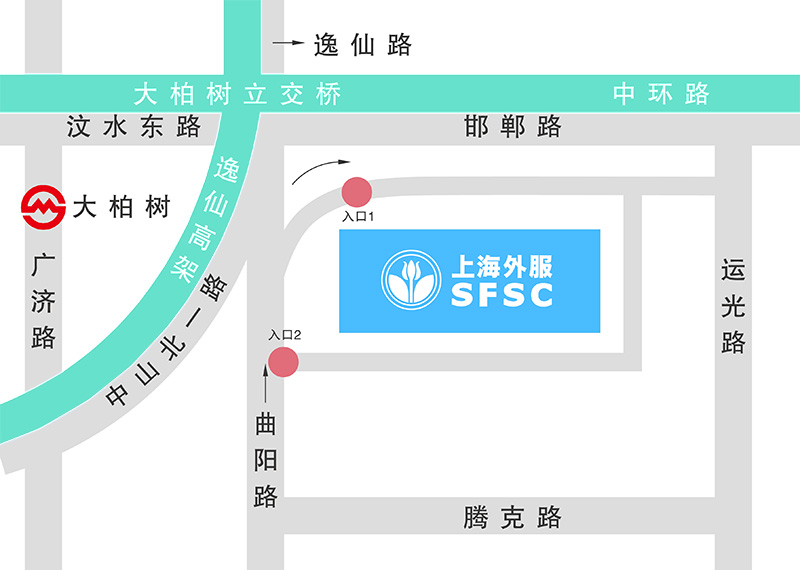 逸仙路
大柏树立交桥
中环路
汶水东路
邯郸路
逸仙高架
大柏树
入口1
上海外服
SFSC
广济路
运光路
中山北一路
入口2
曲阳路
腾克路